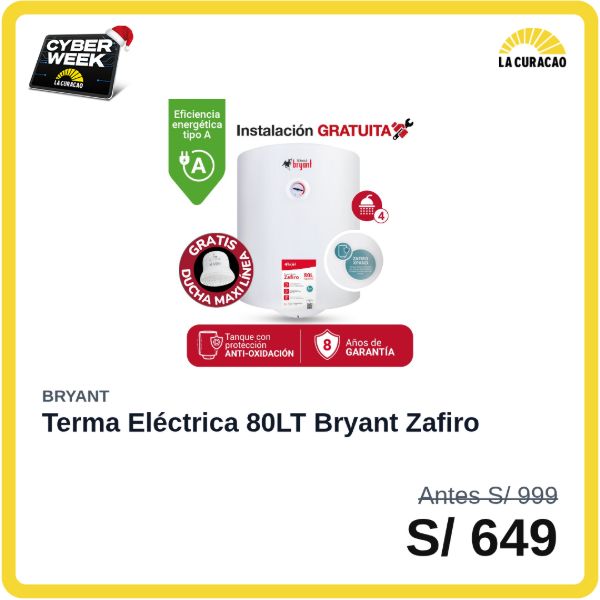 CYBER
WEEK
LA CURACAO
LA CURACAO
Eficiencia
energética
tipo A
A
Instalación GRATUITA
bryant
4
GRATIS
DUCHA MAXI LÍNEA
ZAFIRO
Zafiro
80L
Tanque con
protección
ANTI-OXIDACIÓN
8
Años de
GARANTÍA
BRYANT
Terma Eléctrica 80LT Bryant Zafiro
Antes S/ 999
S/ 649